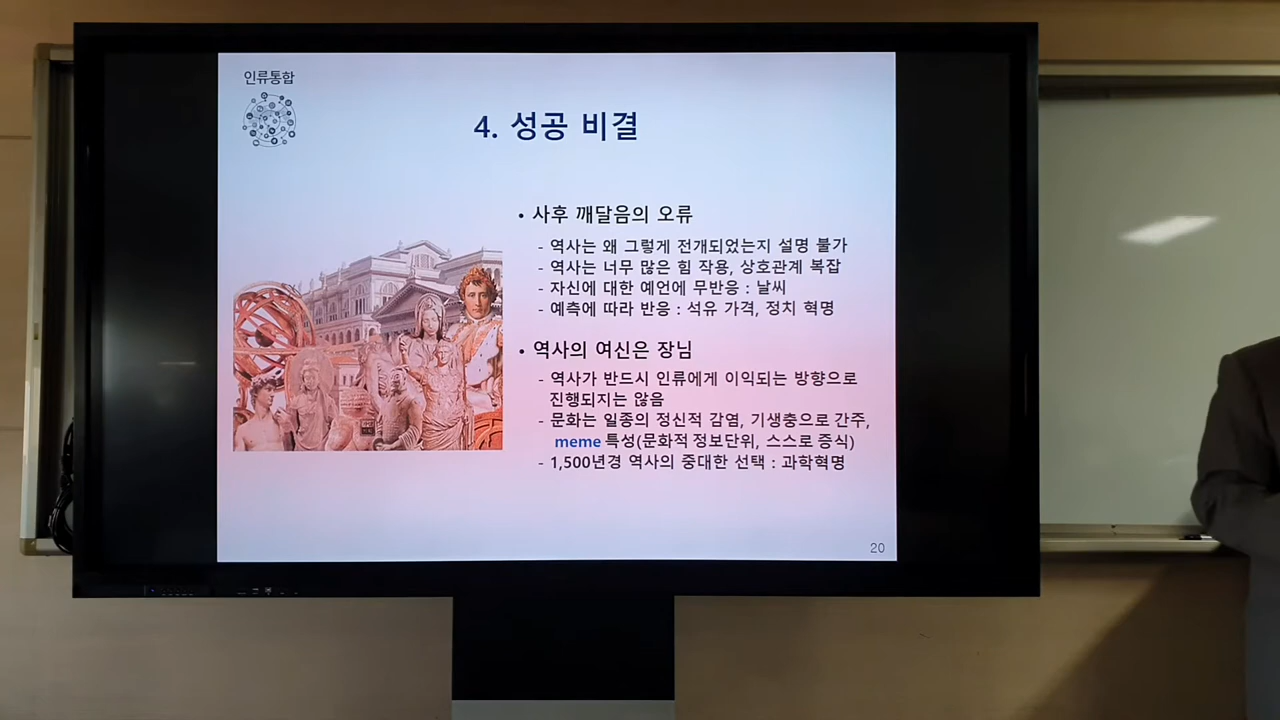 인류통합
4. 성공 비결
• 사후 깨달음의 오류
- 역사는 왜 그렇게 전개되었는지 설명 불가
- 역사는 너무 많은 힘 작용, 상호관계 복잡
- 자신에 대한 예언에 무반응 : 날씨
- 예측에 따라 반응 : 석유 가격, 정치 혁명
• 역사의 여신은 장님
- 역사가 반드시 인류에게 이익되는 방향으로
진행되지는 않음
- 문화는 일종의 정신적 감염, 기생충으로 간주,
meme 특성(문화적 정보단위, 스스로 증식)
- 1,500년경 역사의 중대한 선택 : 과학혁명
20